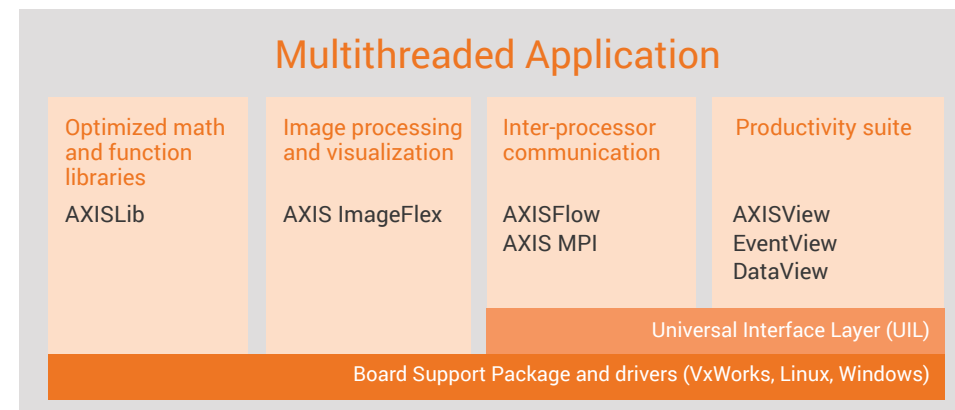 Multithreaded Application
Optimized math
and function
libraries
AXISLib
Image processing
and visualization
AXIS ImageFlex
Inter-processor
communication
AXISFlow
AXIS MPI
Productivity suite
AXISView
EventView
DataView
Universal Interface Layer (UIL)
Board Support Package and drivers (VxWorks, Linux, Windows)